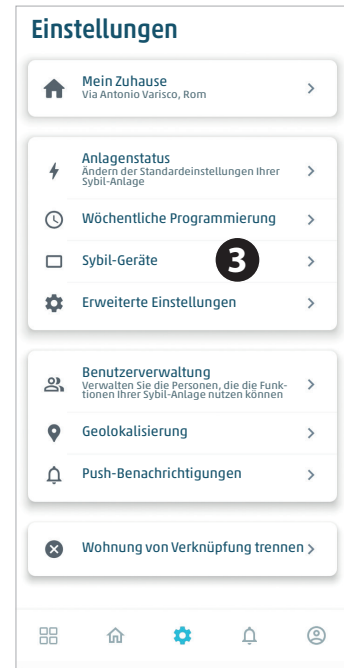 Einstellungen
Mein Zuhause
Via Antonio Varisco, Rom
Anlagenstatus
Ändern der Standardeinstellungen Ihrer
Sybil-Anlage
Wöchentliche Programmierung
Sybil-Geräte
3
Erweiterte Einstellungen
Benutzerverwaltung
Verwalten Sie die Personen, die die Funk-
tionen Ihrer Sybil-Anlage nutzen können
Geolokalisierung
Push-Benachrichtigungen
Wohnung von Verknüpfung trennen